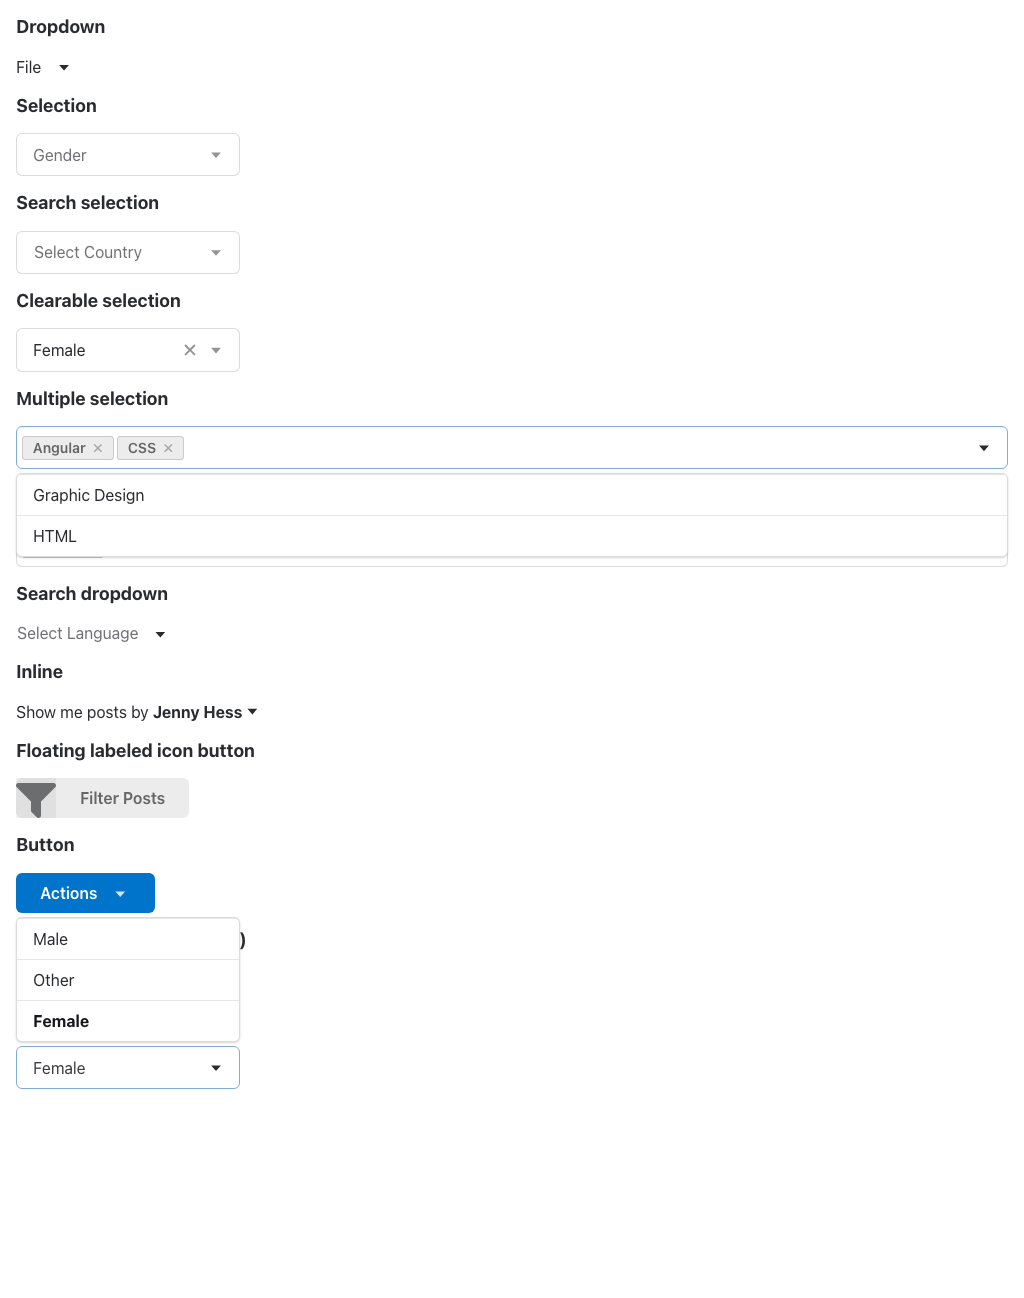 Dropdown
File
Selection
Gender
Search selection
Select Country
Clearable selection
Female
Multiple selection
Angular CSS
Graphic Design
HTML
Search dropdown
Select Language
Inline
Show me posts by Jenny Hess
Floating labeled icon button
Filter Posts
Button
Actions
Male
)
Other
Female
Female